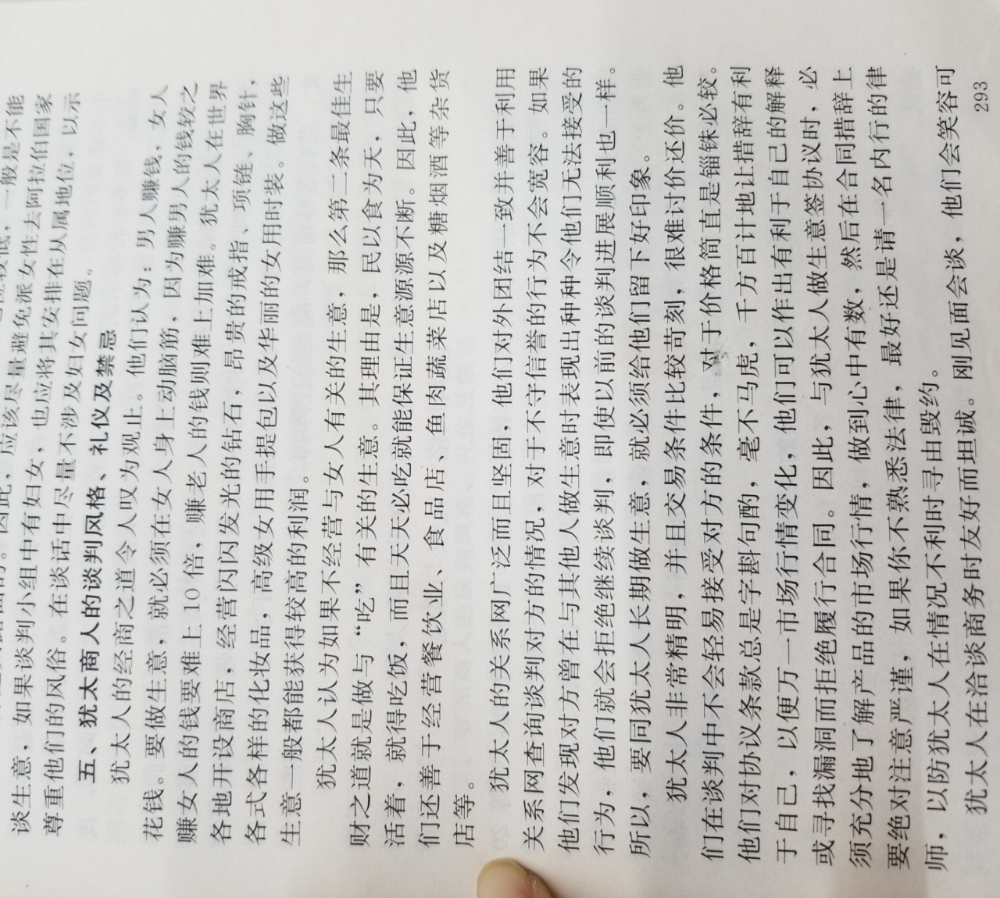 应该尽量避免派女性去阿拉伯国家
谈生意，如果谈判小组中有妇女，也应将其安排在从属地位，以示
尊重他们的风俗。在谈话中尽量不涉及妇女问题。
五、犹太商人的谈判风格、礼仪及禁忌
犹太人的经商之道令人叹为观止。他们认为：男人赚钱，女人
花钱。要做生意，就必须在女人身上动脑筋，因为赚男人的钱较之
赚女人的钱要难上10倍，赚老人的钱则难上加难。犹太人在世界
各地开设商店，经营闪闪发光的钻石，昂贵的戒指、项链、胸针，
各式各样的化妆品，高级女用手提包以及华丽的女用时装。做这些
生意一般都能获得较高的利润。
犹太人认为如果不经营与女人有关的生意，那么第二条最佳生
财之道就是做与“吃”有关的生意。其理由是，民以食为天，只要
活着，就得吃饭，而且天天必吃就能保证生意源源不断。因此，他
们还善于经营餐饮业、食品店、鱼肉蔬菜店以及糖烟酒等杂货
店等。
犹太人的关系网广泛而且坚固，他们对外团结一致并善于利用
关系网查询谈判对方的情况，对于不守信誉的行为不会宽容。如果
他们发现对方曾在与其他人做生意时表现出种种令他们无法接受的
行为，他们就会拒绝继续谈判，即使以前的谈判进展顺利也一样。
所以，要同犹太人长期做生意，就必须给他们留下好印象。
犹太人非常精明，并且交易条件比较苛刻，很难讨价还价。他
们在谈判中不会轻易接受对方的条件，对于价格简直是锱铢必较。
他们对协议条款总是字斟句酌，毫不马虎，千方百计地让措辞有利
于自己，以便万一市场行情变化，他们可以作出有利于自己的解释
或寻找漏洞而拒绝履行合同。因此，与犹太人做生意签协议时，必
须充分地了解产品的市场行情，做到心中有数，然后在合同措辞上
要绝对注意严谨，如果你不熟悉法律，最好还是请一名内行的律
师，以防犹太人在情况不利时寻由毁约。
犹太人在洽谈商务时友好而坦诚。刚见面会谈，他们会笑容可
293